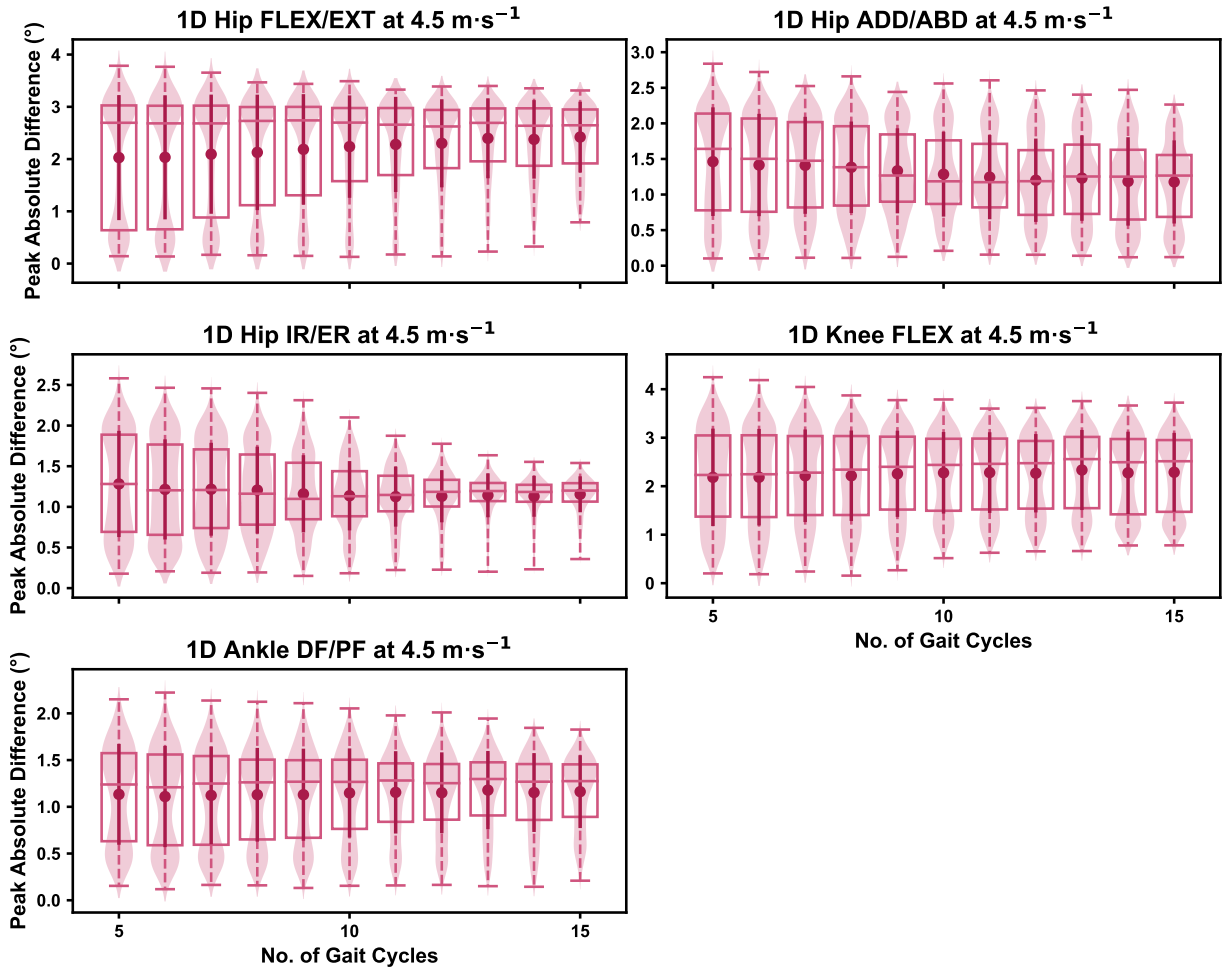 1D Hip FLEX/EXT at 4.5 m·s⁻¹
Peak Absolute Difference (°)
4
3
2
1
0
1D Hip ADD/ABD at 4.5 m·s⁻¹
3.0
2.5
2.0
1.5
1.0
0.5
0.0
1D Hip IR/ER at 4.5 m·s⁻¹
Peak Absolute Difference (°)
2.5
2.0
1.5
1.0
0.5
0.0
1D Knee FLEX at 4.5 m·s⁻¹
4
3
2
1
0
5 10 15
No. of Gait Cycles
1D Ankle DF/PF at 4.5 m·s⁻¹
Peak Absolute Difference (°)
2.0
1.5
1.0
0.5
0.0
5 10 15
No. of Gait Cycles